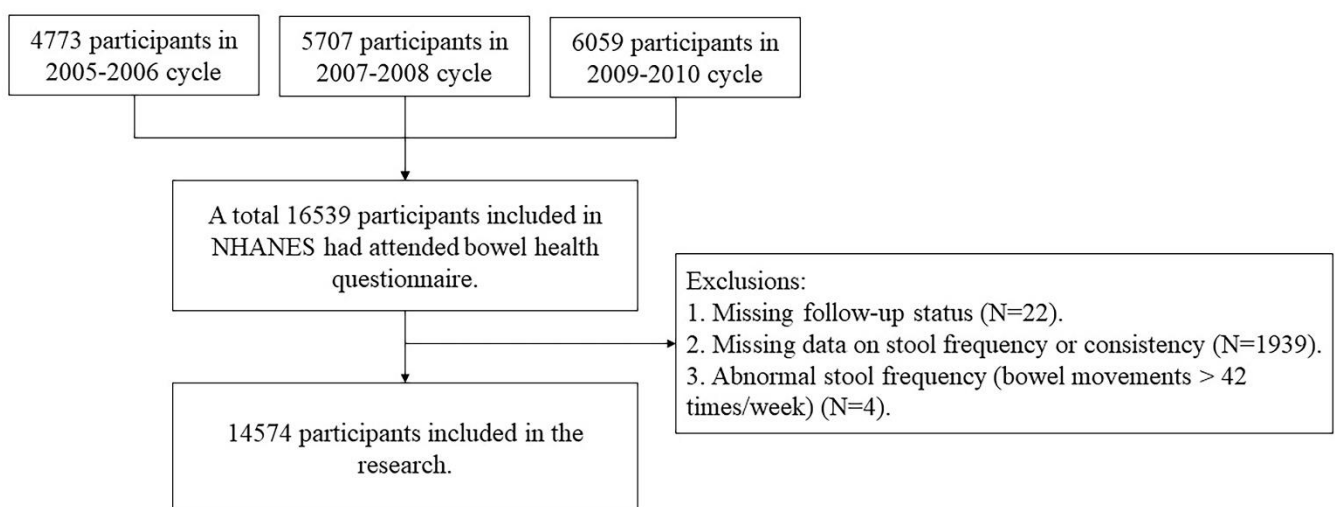 4773 participants in
2005-2006 cycle
5707 participants in
2007-2008 cycle
6059 participants in
2009-2010 cycle
A total 16539 participants included in
NHANES had attended bowel health
questionnaire.
Exclusions:
1. Missing follow-up status (N=22).
2. Missing data on stool frequency or consistency (N=1939).
3. Abnormal stool frequency (bowel movements > 42
times/week) (N=4).
14574 participants included in the
research.